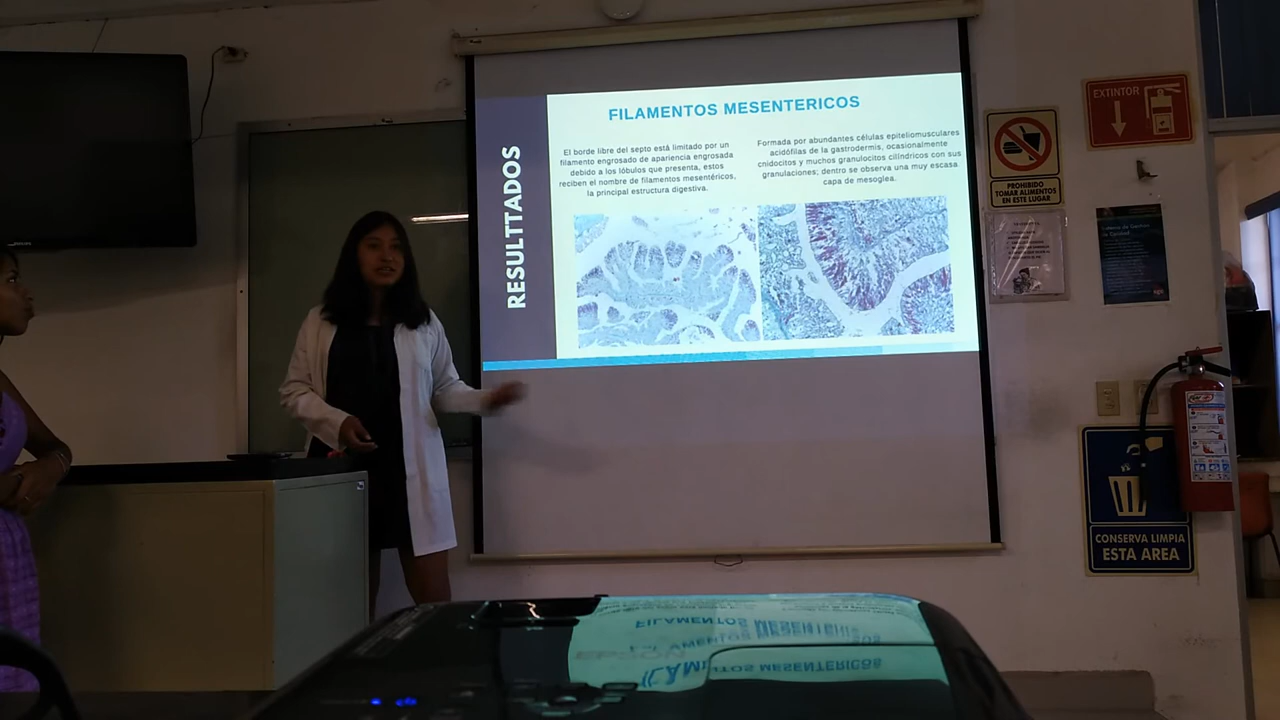 FILAMENTOS MESENTERICOS
RESULTTADOS
El borde libre del septo está limitado por un
filamento engrosado de apariencia engrosada
debido a los lóbulos que presenta, estos
reciben el nombre de filamentos mesentéricos,
la principal estructura digestiva.
Formada por abundantes células epiteliomusculares
acidófilas de la gastrodermis, ocasionalmente
cnidocitos y muchos granulocitos cilíndricos con sus
granulaciones; dentro se observa una muy escasa
capa de mesoglea.
EXTINTOR
PROHIBIDO
TOMAR ALIMENTOS
EN ESTE LUGAR
CONSERVA LIMPIA
ESTA AREA
FILAMENTOS MESENTERICOS